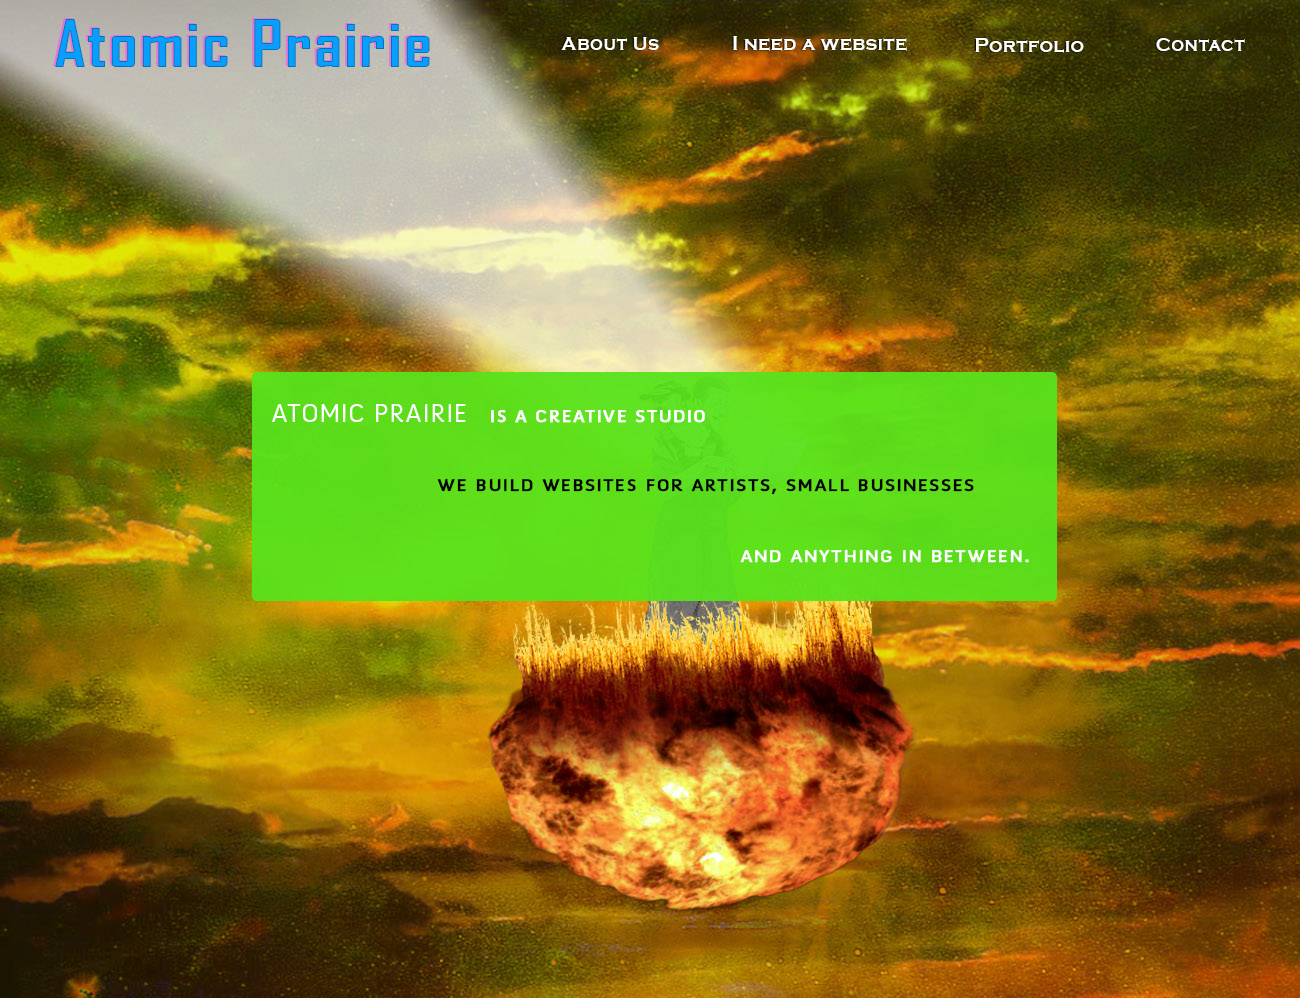 Atomic Prairie
About Us
I need a website
Portfolio
Contact
ATOMIC PRAIRIE IS A CREATIVE STUDIO
WE BUILD WEBSITES FOR ARTISTS, SMALL BUSINESSES
AND ANYTHING IN BETWEEN.